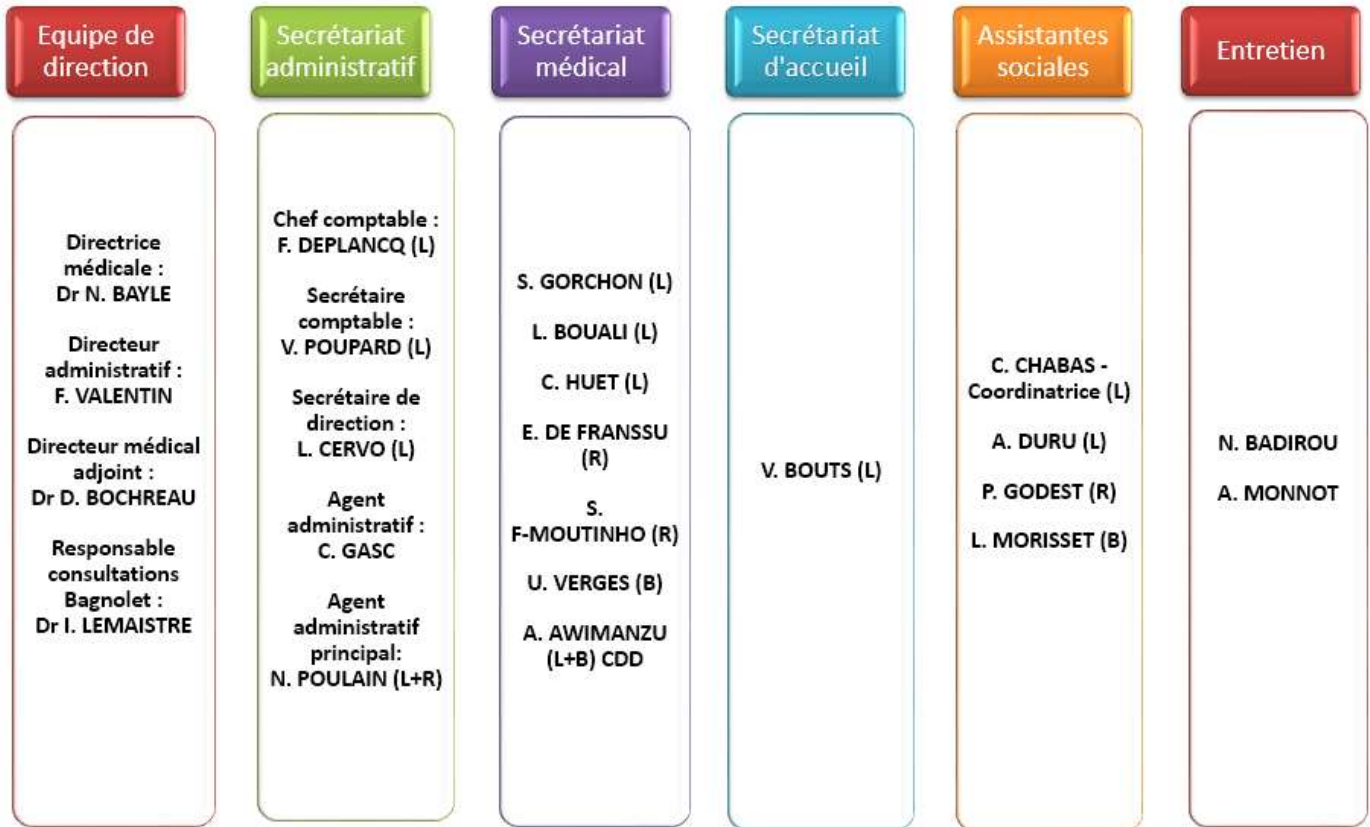 Equipe de
direction
Directrice
médicale :
Dr N. BAYLE
Directeur
administratif :
F. VALENTIN
Directeur médical
adjoint :
Dr D. BOCHREAU
Responsable
consultations
Bagnolet :
Dr I. LEMAISTRE
Secrétariat
administratif
Chef comptable :
F. DEPLANCQ (L)
Secrétaire
comptable :
V. POUPARD (L)
Secrétaire de
direction :
L. CERVO (L)
Agent
administratif :
C. GASC
Agent
administratif
principal:
N. POULAIN (L+R)
Secrétariat
médical
S. GORCHON (L)
L. BOUALI (L)
C. HUET (L)
E. DE FRANSSU
(R)
S.
F-MOUTINHO (R)
U. VERGES (B)
A. AWIMANZU
(L+B) CDD
Secrétariat
d'accueil
V. BOUTS (L)
Assistantes
sociales
C. CHABAS -
Coordinatrice (L)
A. DURU (L)
P. GODEST (R)
L. MORISSET (B)
Entretien
N. BADIROU
A. MONNOT